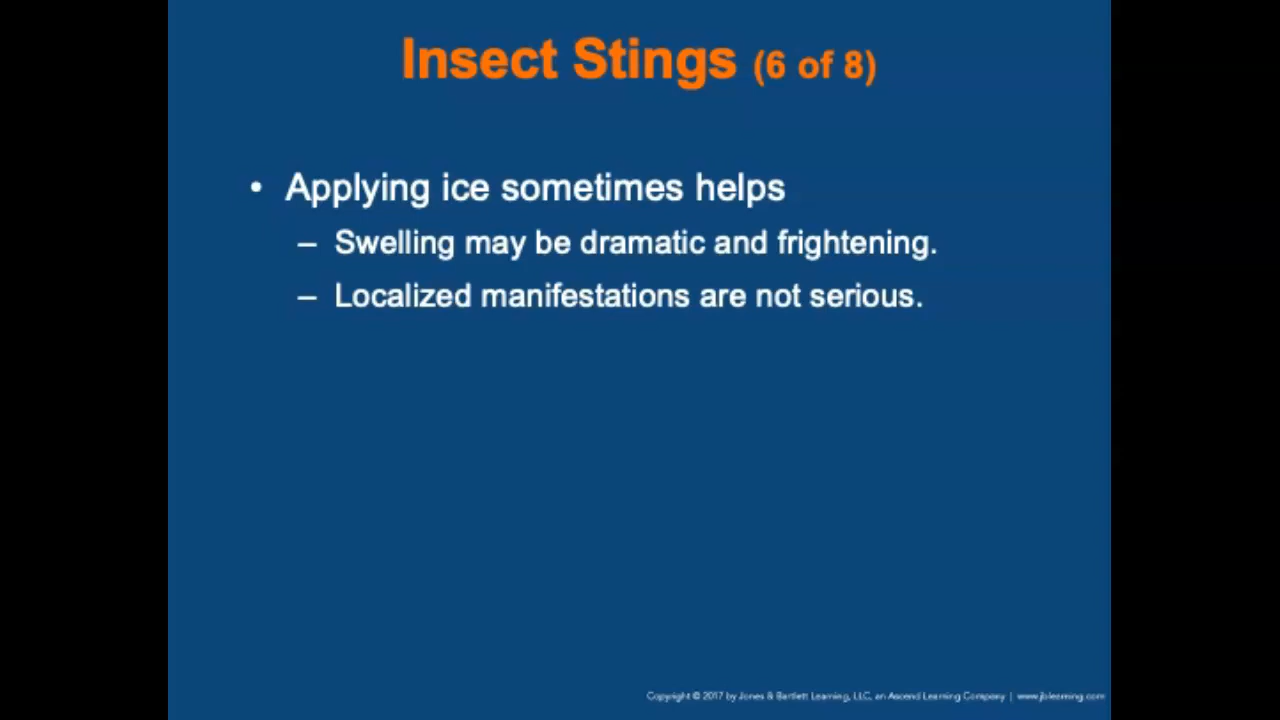 Insect Stings (6 of 8)
• Applying ice sometimes helps
– Swelling may be dramatic and frightening.
– Localized manifestations are not serious.
Copyright © 2017 by Jones & Bartlett Learning, LLC, an Ascend Learning Company | www.jblearning.com